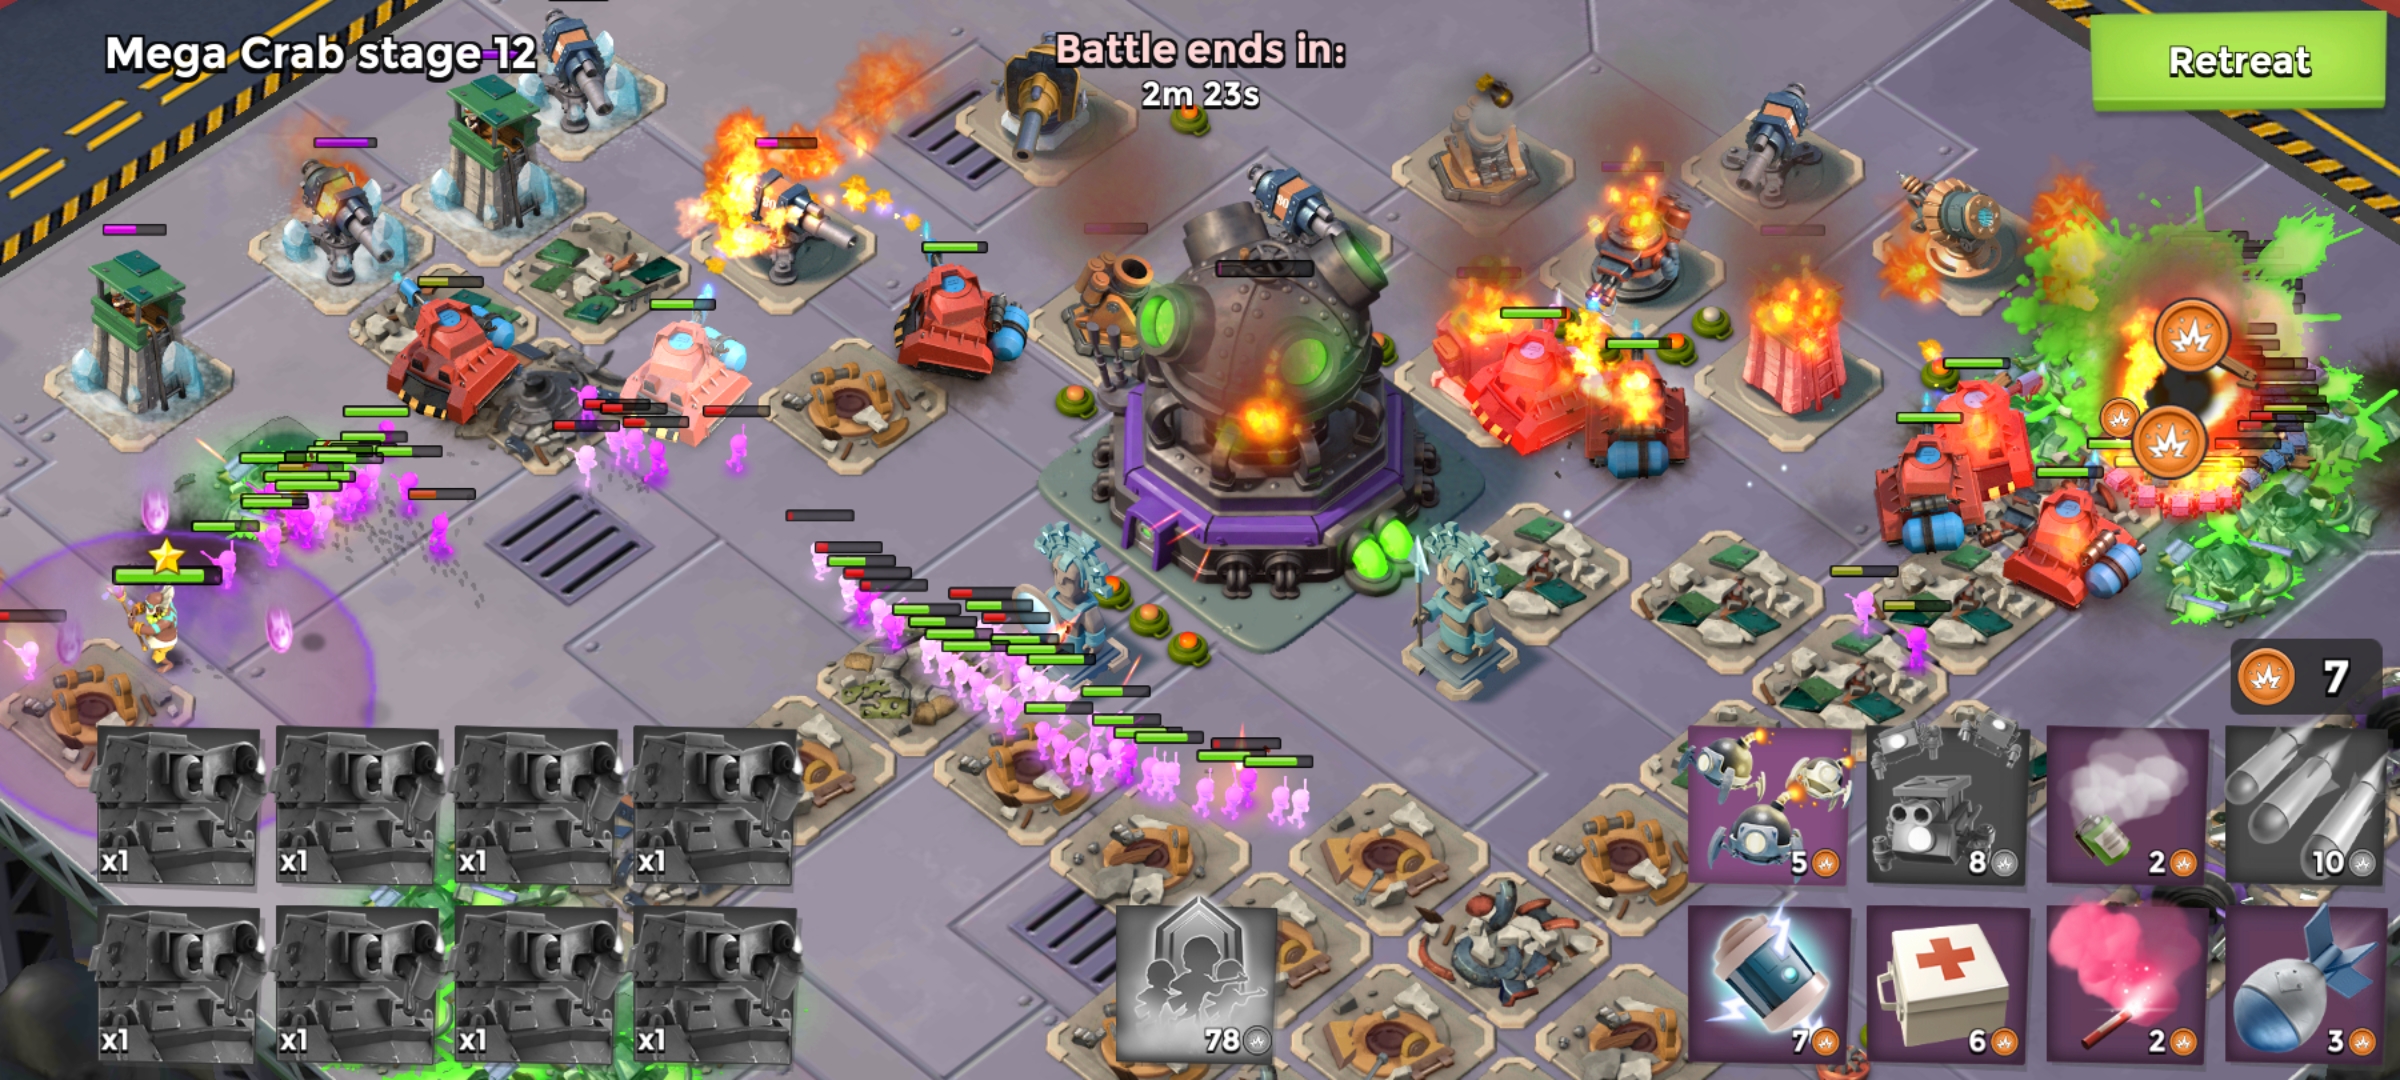 Mega Crab stage 12
Battle ends in:
2m 23s
Retreat
7
x1 x1 x1 x1
5 8 2 10
x1 x1 x1 x1
78
7 6 2 3